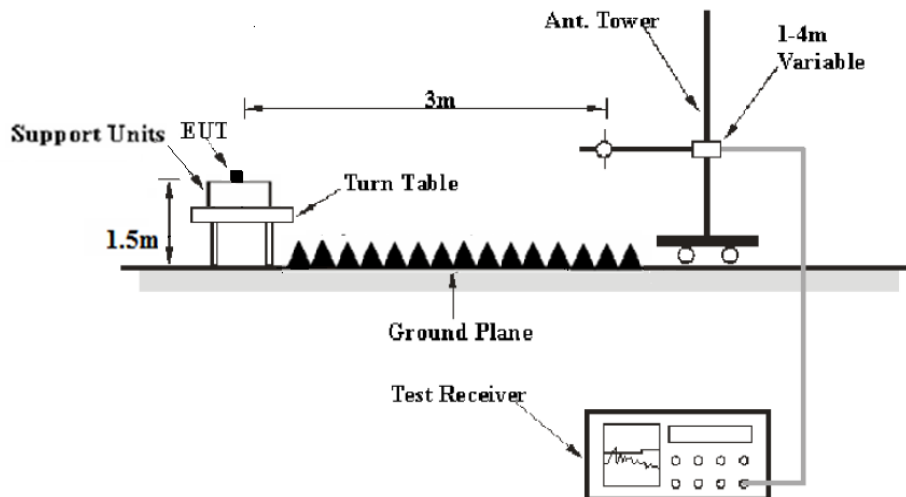 Ant. Tower
1-4m
Variable
3m
Support Units
EUT
Turn Table
1.5m
Ground Plane
Test Receiver